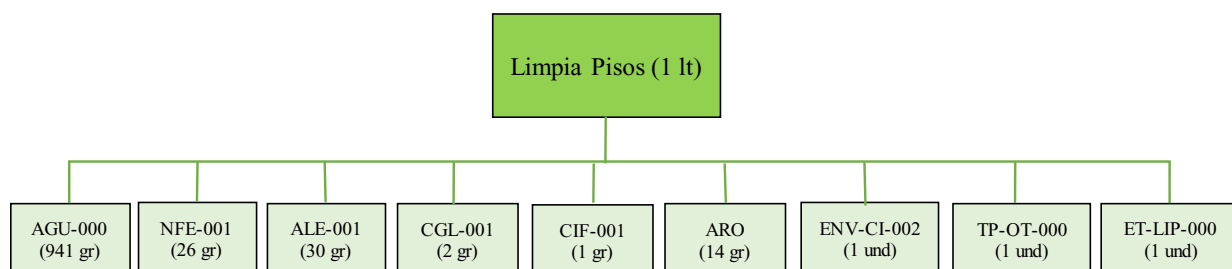 Limpia Pisos (1 lt)
AGU-000
(941 gr)
NFE-001
(26 gr)
ALE-001
(30 gr)
CGL-001
(2 gr)
CIF-001
(1 gr)
ARO
(14 gr)
ENV-CI-002
(1 und)
TP-OT-000
(1 und)
ET-LIP-000
(1 und)